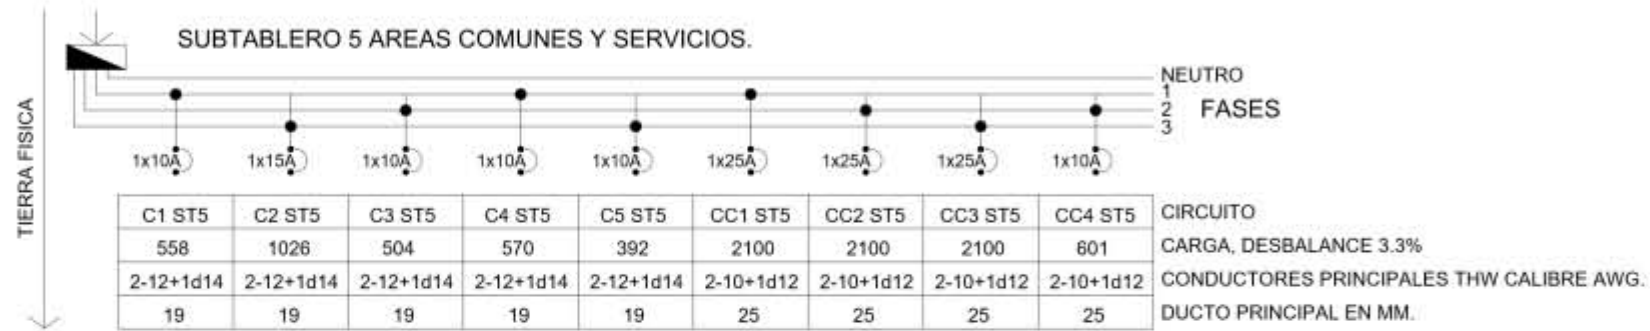 SUBTABLERO 5 AREAS COMUNES Y SERVICIOS.
NEUTRO
1
2 FASES
3
TIERRA FISICA
1x10A 1x15A 1x10A 1x10A 1x10A 1x25A 1x25A 1x25A 1x10A
C1 ST5 C2 ST5 C3 ST5 C4 ST5 C5 ST5 CC1 ST5 CC2 ST5 CC3 ST5 CC4 ST5 CIRCUITO
558 1026 504 570 392 2100 2100 2100 601 CARGA, DESBALANCE 3.3%
2-12+1d14 2-12+1d14 2-12+1d14 2-12+1d14 2-12+1d14 2-10+1d12 2-10+1d12 2-10+1d12 2-10+1d12 CONDUCTORES PRINCIPALES THW CALIBRE AWG.
19 19 19 19 19 25 25 25 25 DUCTO PRINCIPAL EN MM.